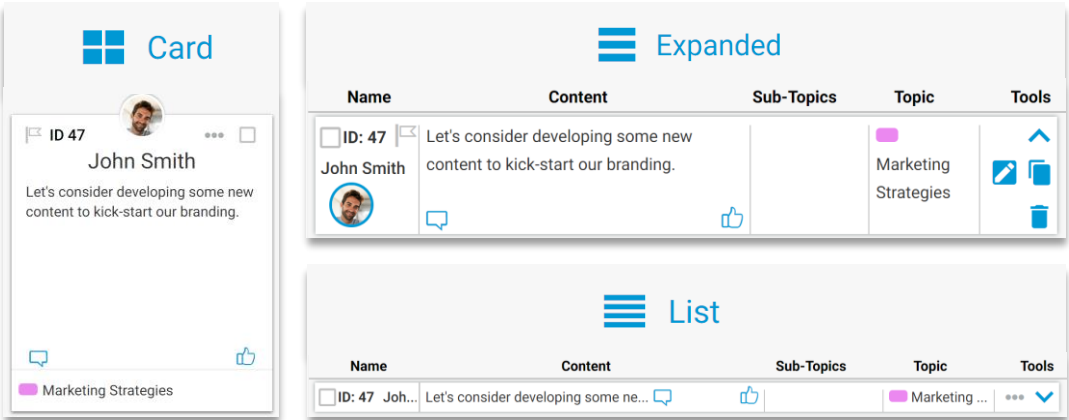 Card
ID 47
John Smith
Let's consider developing some new
content to kick-start our branding.
Marketing Strategies
Expanded
Name Content Sub-Topics Topic Tools
ID: 47 Let's consider developing some new
content to kick-start our branding.
John Smith
Marketing
Strategies
List
Name Content Sub-Topics Topic Tools
ID: 47 Joh... Let's consider developing some ne... Marketing ...